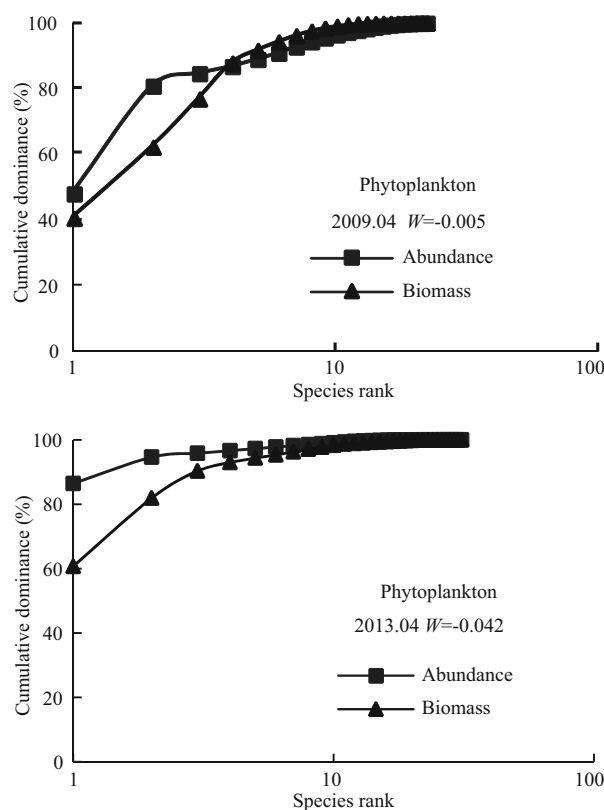 100
80
60
40
20
0
Cumulative dominance (%)
Phytoplankton
2009.04 W=-0.005
Abundance
Biomass
1
10
100
Species rank
100
80
60
40
20
0
Cumulative dominance (%)
Phytoplankton
2013.04 W=-0.042
Abundance
Biomass
1
10
100
Species rank